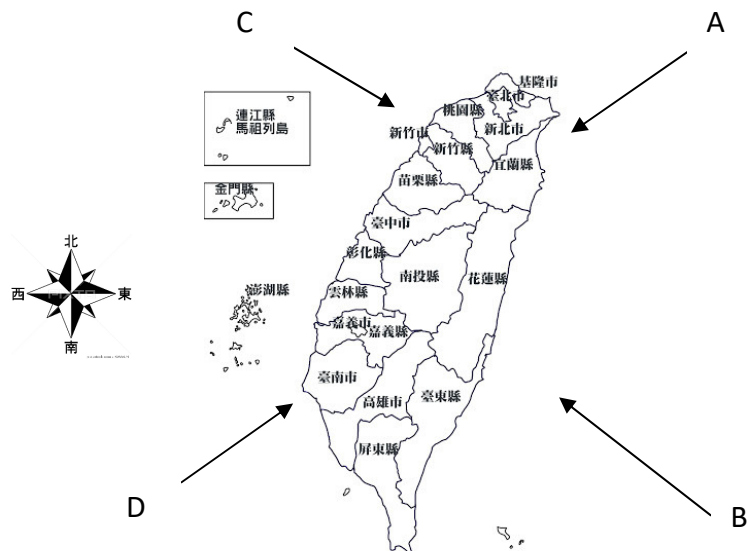 C
A
基隆市
臺北市
連江縣
馬祖列島
桃園縣
新竹市
新北市
新竹縣
宜蘭縣
苗栗縣
金門縣
臺中市
北
彰化縣
西
東
澎湖縣
南投縣
花蓮縣
雲林縣
南
嘉義市
嘉義縣
臺南市
高雄市
臺東縣
屏東縣
D
B